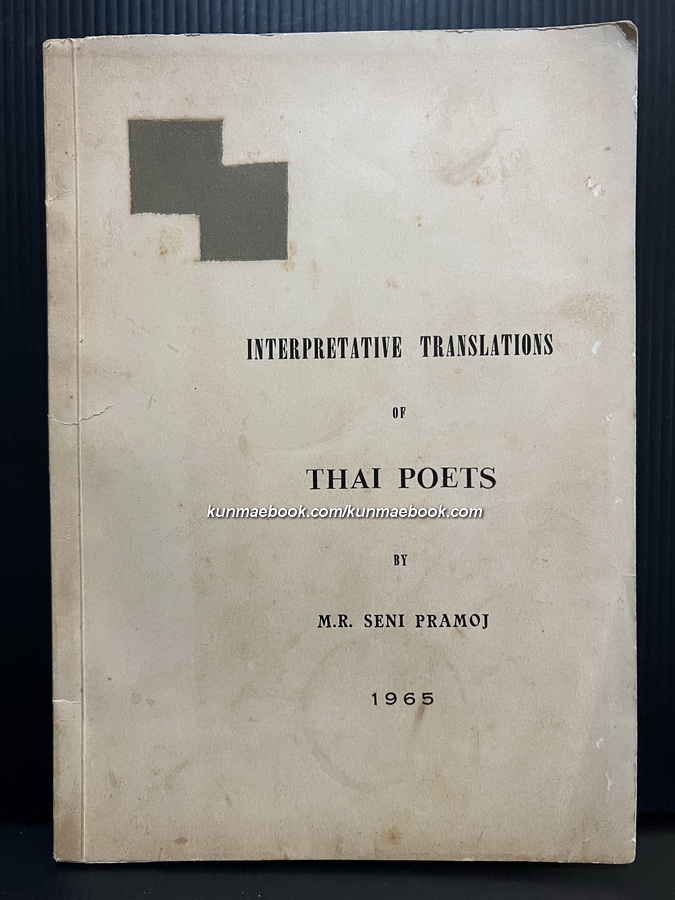 INTERPRETATIVE TRANSLATIONS
OF
THAI POETS
kunmaebook.com/kunmaebook.com
BY
M.R. SENI PRAMOJ
1965